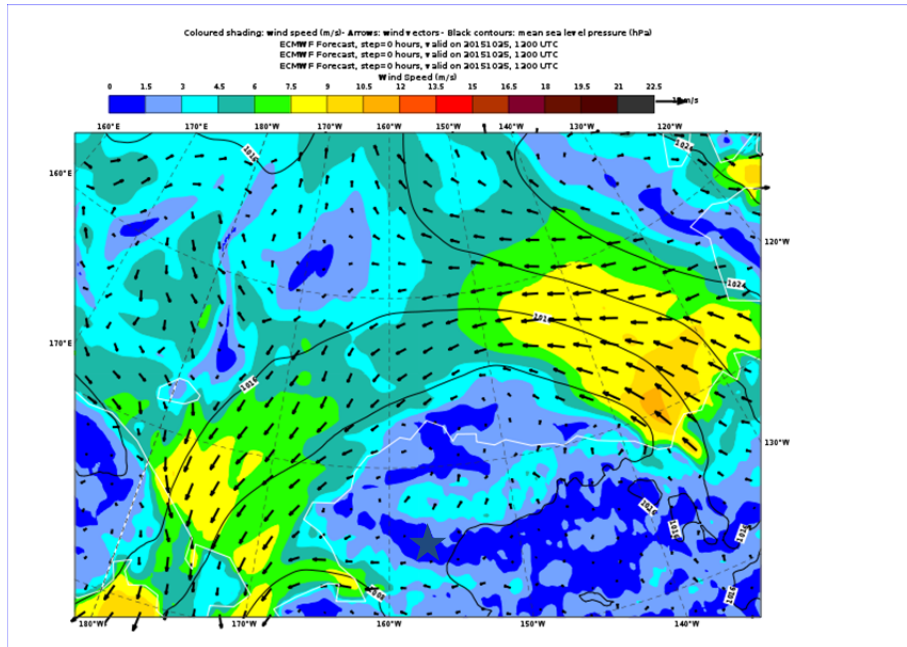 Coloured shading: wind speed (m/s)- Arrows: wind vectors - Black contours: mean sea level pressure (hPa)
ECMWF Forecast, step=0 hours, valid on 20151025, 1200 UTC
ECMWF Forecast, step=0 hours, valid on 20151025, 1200 UTC
ECMWF Forecast, step=0 hours, valid on 20151025, 1200 UTC
Wind Speed (m/s)
0 1.5 3 4.5 6 7.5 9 10.5 12 13.5 15 16.5 18 19.5 21 22.5
m/s
160°E 170°E 180°W 170°W 160°W 150°W 140°W 130°W 120°W
1016
1024
160°E
120°W
1024
101
170°E
1016
130°W
1020
1016
1016
1008
1016
180°W 170°W 160°W 150°W 140°W